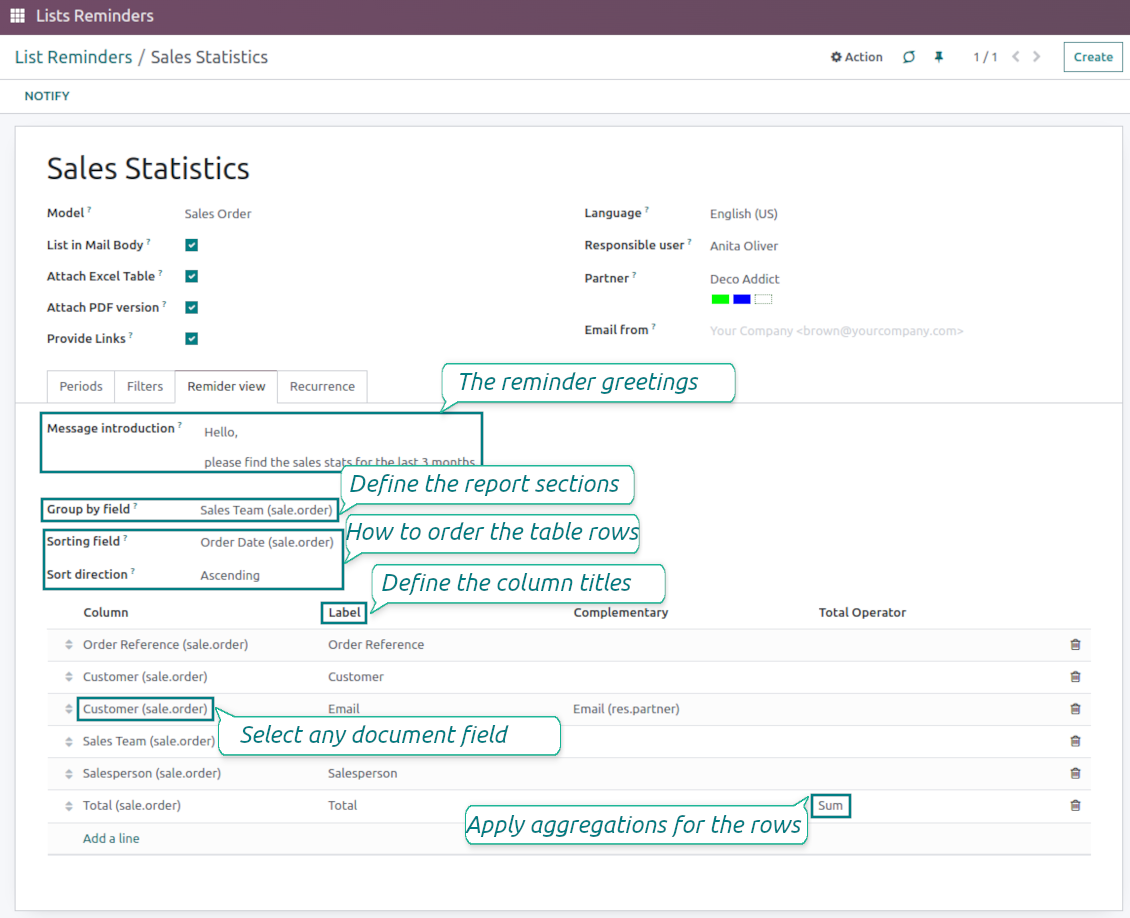 Lists Reminders
List Reminders / Sales Statistics
Action
1 / 1
Create
NOTIFY
Sales Statistics
Model ? Sales Order
Language ? English (US)
List in Mail Body ?
Responsible user ? Anita Oliver
Attach Excel Table ?
Partner ? Deco Addict
Attach PDF version ?
Email from ? Your Company <brown@yourcompany.com>
Provide Links ?
Periods Filters Remider view Recurrence
The reminder greetings
Message introduction ? Hello,
please find the sales stats for the last 3 months
Define the report sections
Group by field ? Sales Team (sale.order)
How to order the table rows
Sorting field ? Order Date (sale.order)
Sort direction ? Ascending
Define the column titles
Column Label Complementary Total Operator
Order Reference (sale.order) Order Reference
Customer (sale.order) Customer
Customer (sale.order) Email Email (res.partner)
Select any document field
Sales Team (sale.order)
Salesperson (sale.order) Salesperson
Total (sale.order) Total Sum
Apply aggregations for the rows
Add a line